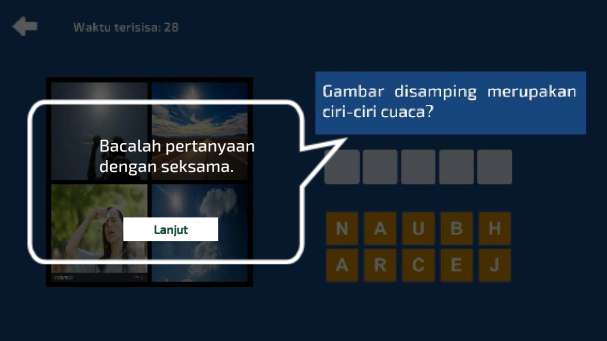 Waktu terisisa: 28
Gambar disamping merupakan
ciri-ciri cuaca?
Bacalah pertanyaan
dengan seksama.
Lanjut
N A U B H
A R C E J